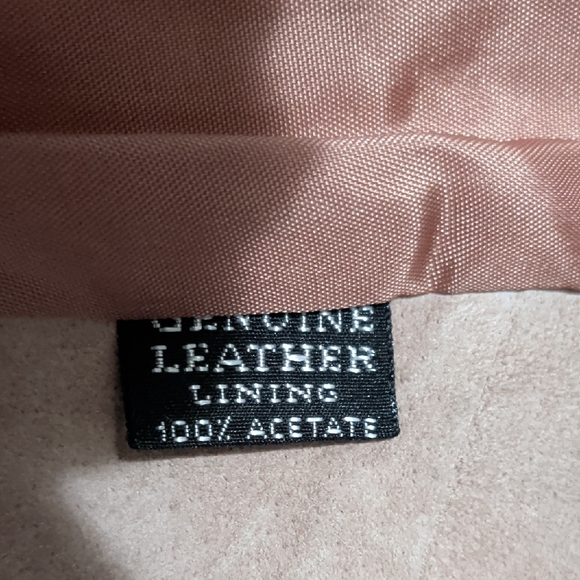 GENUINE
LEATHER
LINING
100% ACETATE